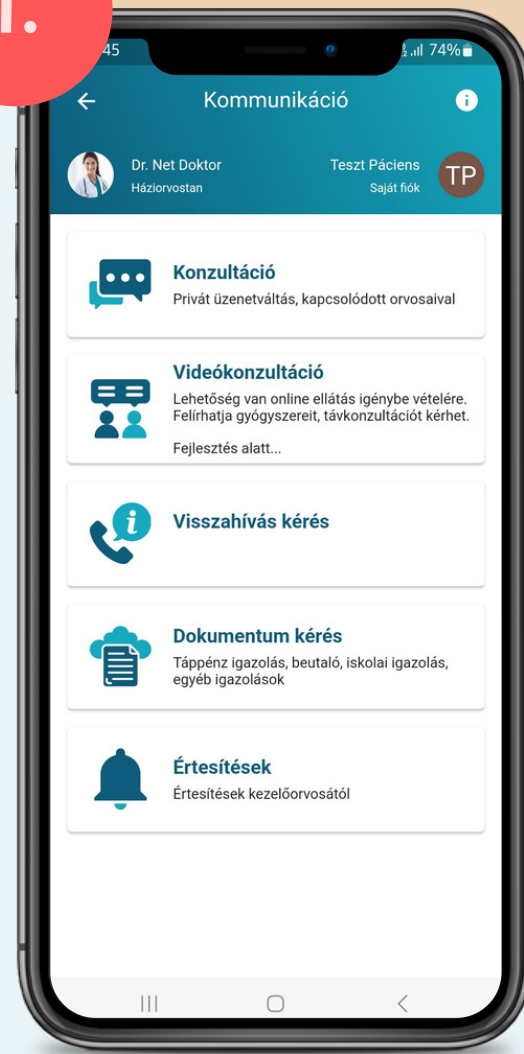 1.
45
74%
Kommunikáció
Dr. Net Doktor
Teszt Páciens
Háziorvostan
Saját fiók
TP
Konzultáció
Privát üzenetváltás, kapcsolódott orvosaival
Videókonzultáció
Lehetőség van online ellátás igénybe vételére.
Felírhatja gyógyszereit, távkonzultációt kérhet.
Fejlesztés alatt...
Visszahívás kérés
Dokumentum kérés
Táppénz igazolás, beutaló, iskolai igazolás,
egyéb igazolások
Értesítések
Értesítések kezelőorvosától